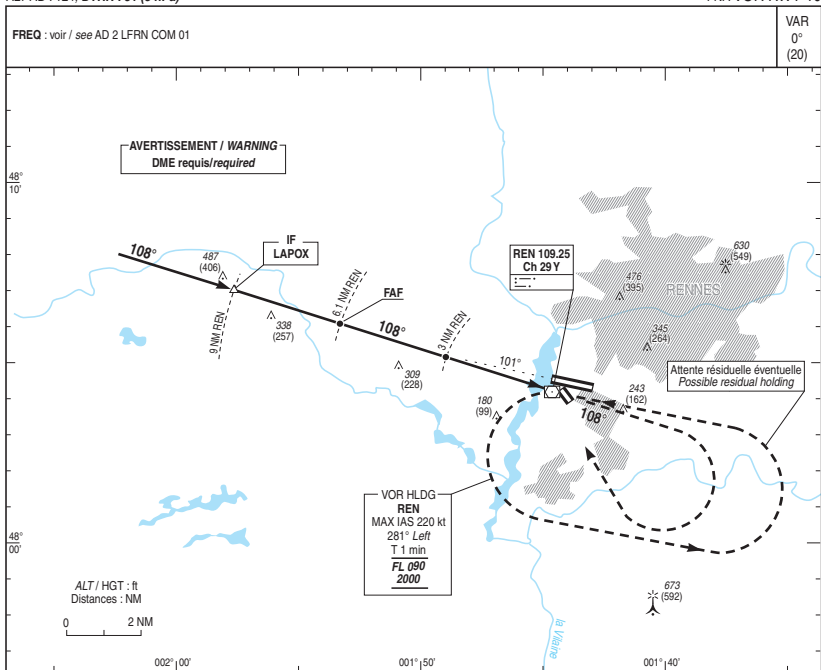 FREQ : voir / see AD 2 LFRN COM 01
VAR
0°
(20)
AVERTISSEMENT / WARNING
DME requis/required
48°
10'
108°
487
(406)
IF
LAPOX
9 NM REN
338
(257)
6.1 NM REN
FAF
108°
3 NM REN
309
(228)
101°
REN 109.25
Ch 29 Y
630
(549)
476
(395)
RENNES
345
(264)
Attente résiduelle éventuelle
Possible residual holding
243
(162)
180
(99)
108°
VOR HLDG
REN
MAX IAS 220 kt
281° Left
T 1 min
FL 090
2000
48°
00'
673
(592)
ALT / HGT : ft
Distances : NM
0 2 NM
la Vilaine
002°00'
001°50'
001°40'